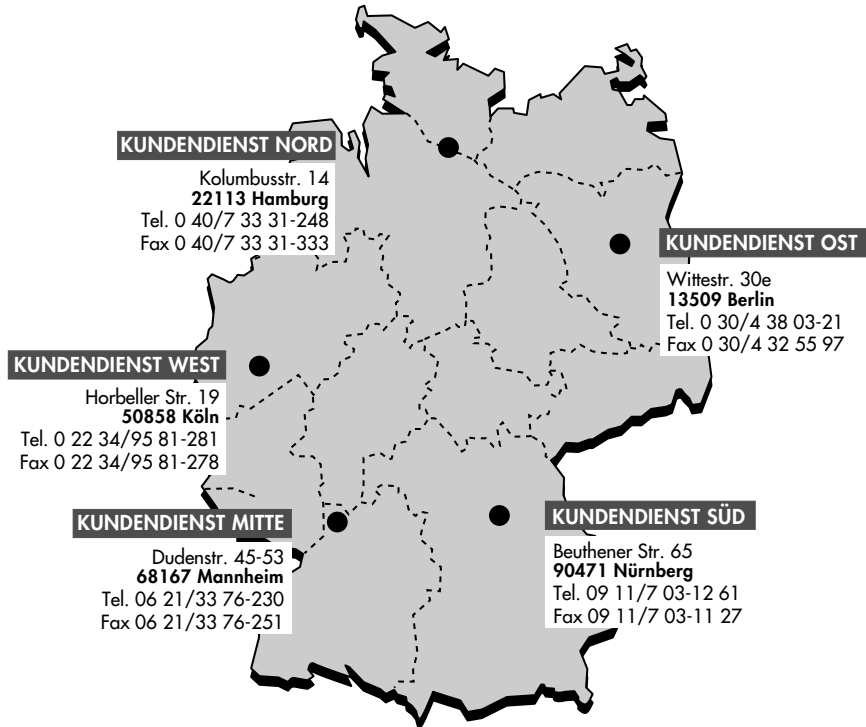 KUNDENDIENST NORD
Kolumbusstr. 14
22113 Hamburg
Tel. 0 40/7 33 31-248
Fax 0 40/7 33 31-333
KUNDENDIENST OST
Wittestr. 30e
13509 Berlin
Tel. 0 30/4 38 03-21
Fax 0 30/4 32 55 97
KUNDENDIENST WEST
Horbeller Str. 19
50858 Köln
Tel. 0 22 34/95 81-281
Fax 0 22 34/95 81-278
KUNDENDIENST MITTE
Dudenstr. 45-53
68167 Mannheim
Tel. 06 21/33 76-230
Fax 06 21/33 76-251
KUNDENDIENST SÜD
Beuthener Str. 65
90471 Nürnberg
Tel. 09 11/7 03-12 61
Fax 09 11/7 03-11 27